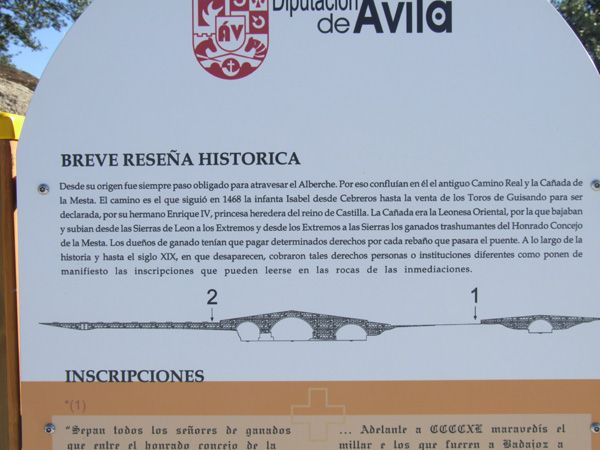 Diputación
de Ávila
ÁV
BREVE RESEÑA HISTORICA
Desde su origen fue siempre paso obligado para atravesar el Alberche. Por eso confluían en él el antiguo Camino Real y la Cañada de
la Mesta. El camino es el que siguió en 1468 la infanta Isabel desde Cebreros hasta la venta de los Toros de Guisando para ser
declarada, por su hermano Enrique IV, princesa heredera del reino de Castilla. La Cañada era la Leonesa Oriental, por la que bajaban
y subian desde las Sierras de Leon a los Extremos y desde los Extremos a las Sierras los ganados trashumantes del Honrado Concejo
de la Mesta. Los dueños de ganado tenían que pagar determinados derechos por cada rebaño que pasara el puente. A lo largo de la
historia y hasta el siglo XIX, en que desaparecen, cobraron tales derechos personas o instituciones diferentes como ponen de
manifiesto las inscripciones que pueden leerse en las rocas de las inmediaciones.
2
1
INSCRIPCIONES
*(1)
"Sepan todos los señores de ganados
que entre el honrado concejo de la
... Adelante a CCCCXL maravedís el
millar e los que fueren a Badajoz a